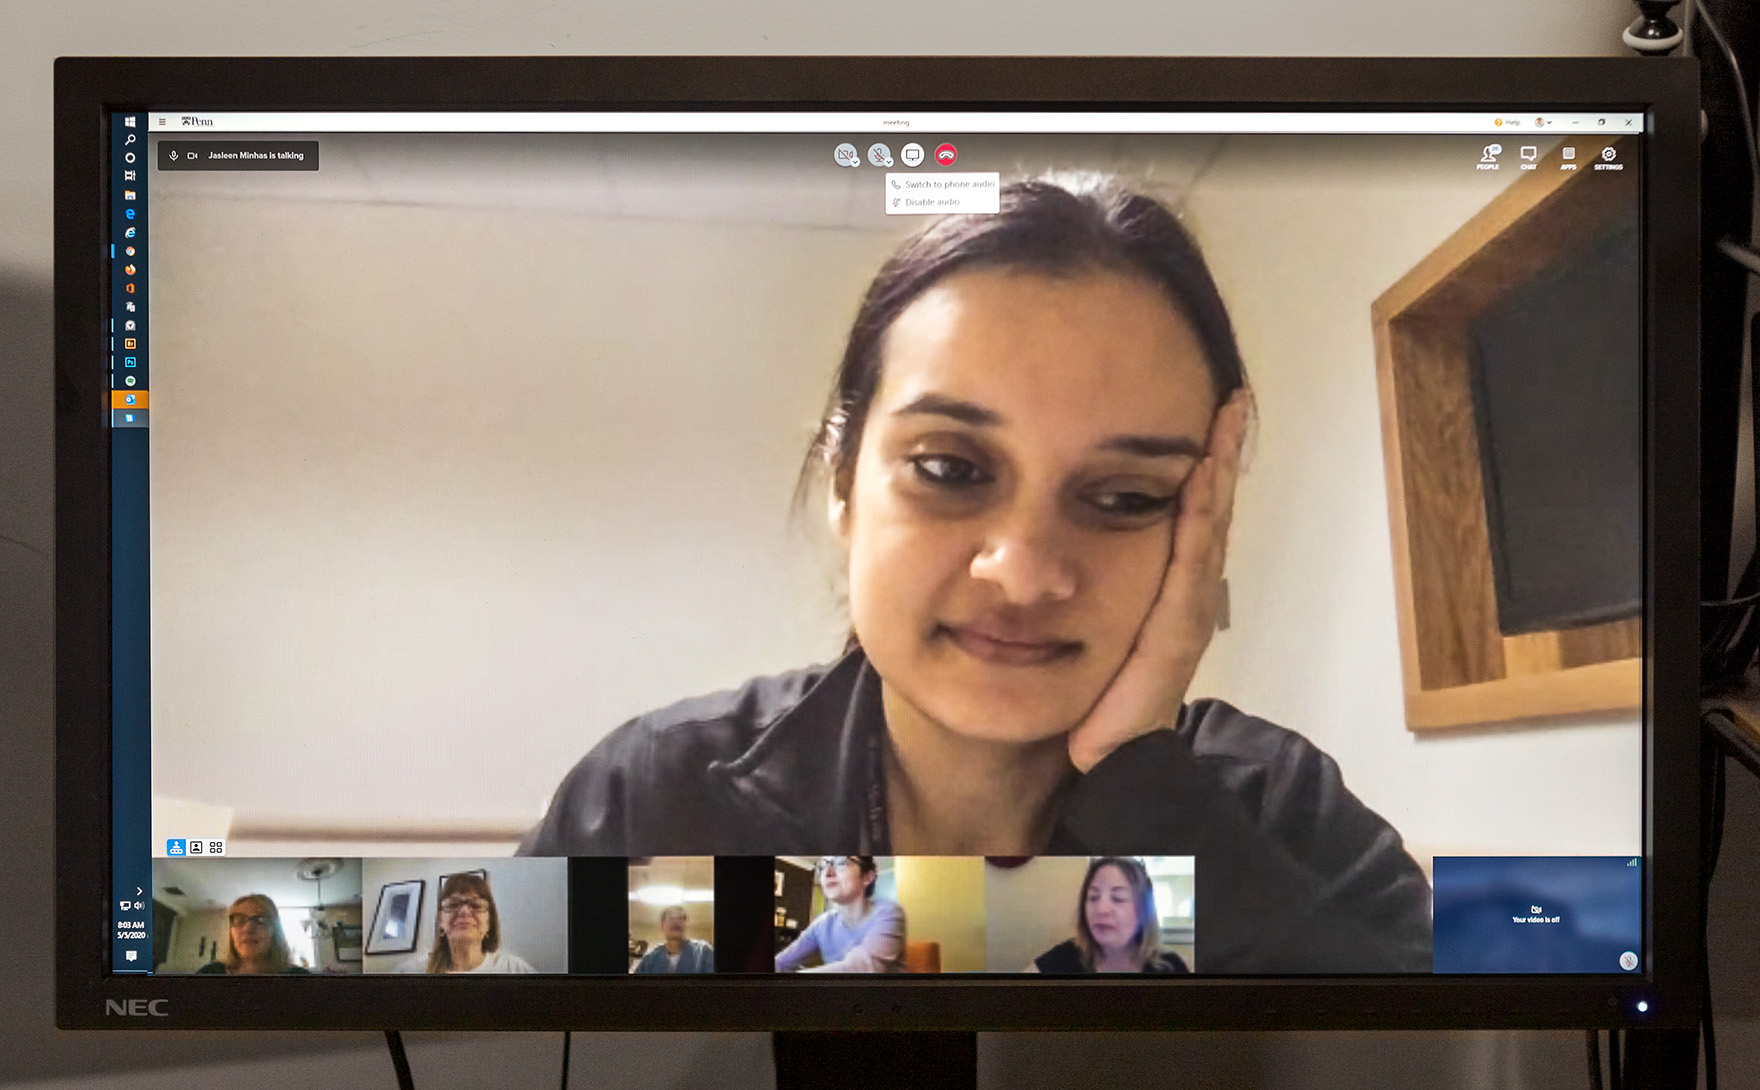 Penn
meeting
Help
Jasleen Minhas is talking
PEOPLE
CHAT
APPS
SETTINGS
Switch to phone audio
Disable audio
8:03 AM
5/5/2020
Your video is off
NEC